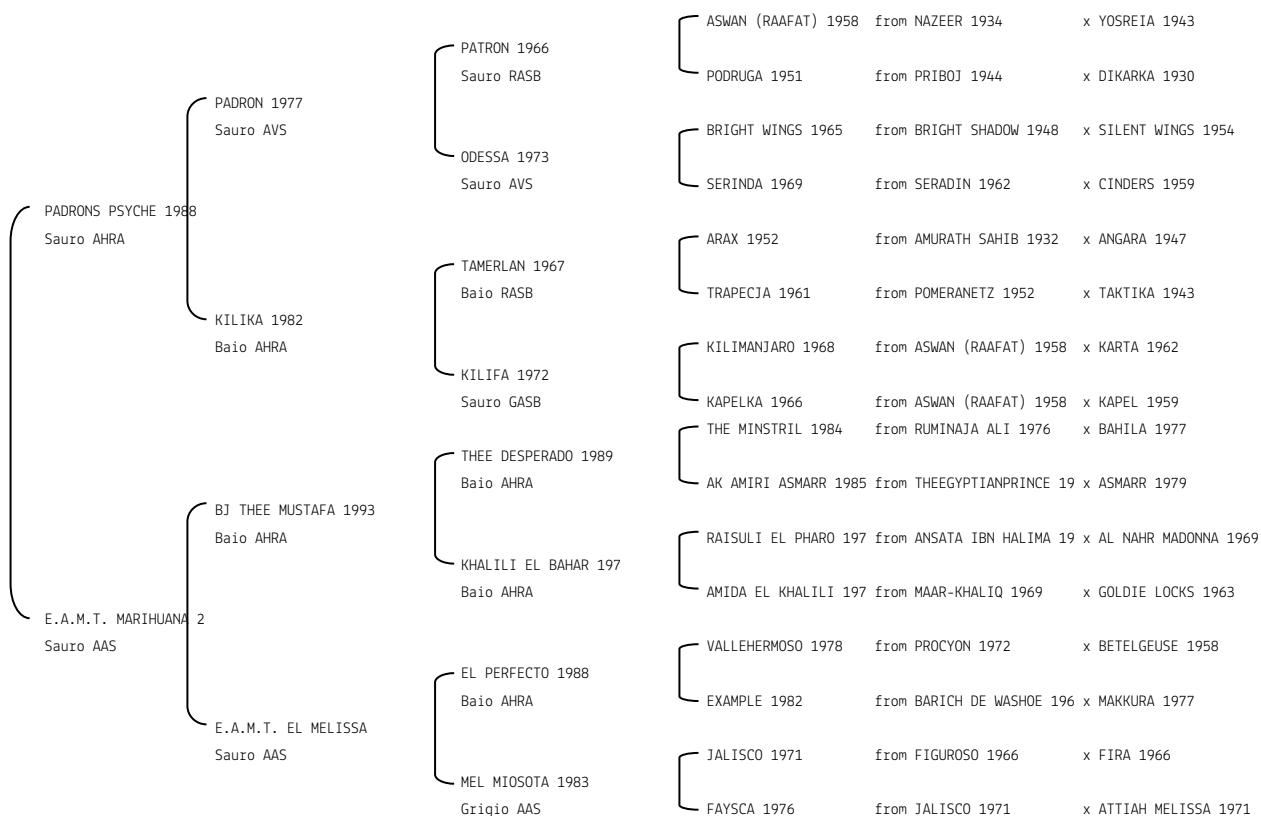 ASWAN (RAAFAT) 1958 from NAZEER 1934 x YOSREIA 1943
PATRON 1966
Sauro RASB
PODRUGA 1951 from PRIBOJ 1944 x DIKARKA 1930
PADRON 1977
Sauro AVS
BRIGHT WINGS 1965 from BRIGHT SHADOW 1948 x SILENT WINGS 1954
ODESSA 1973
Sauro AVS
SERINDA 1969 from SERADIN 1962 x CINDERS 1959
PADRONS PSYCHE 1988
Sauro AHRA
ARAX 1952 from AMURATH SAHIB 1932 x ANGARA 1947
TAMERLAN 1967
Baio RASB
TRAPECJA 1961 from POMERANETZ 1952 x TAKTIKA 1943
KILIKA 1982
Baio AHRA
KILIMANJARO 1968 from ASWAN (RAAFAT) 1958 x KARTA 1962
KILIFA 1972
Sauro GASB
KAPELKA 1966 from ASWAN (RAAFAT) 1958 x KAPEL 1959
THE MINSTRIL 1984 from RUMINAJA ALI 1976 x BAHILA 1977
THEE DESPERADO 1989
Baio AHRA
AK AMIRI ASMARR 1985 from THEEGYPTIANPRINCE 19 x ASMARR 1979
BJ THEE MUSTAFA 1993
Baio AHRA
RAISULI EL PHARO 197 from ANSATA IBN HALIMA 19 x AL NAHR MADONNA 1969
KHALILI EL BAHAR 197
Baio AHRA
AMIDA EL KHALILI 197 from MAAR-KHALIQ 1969 x GOLDIE LOCKS 1963
E.A.M.T. MARIHUANA 2
Sauro AAS
VALLEHERMOSO 1978 from PROCYON 1972 x BETELGEUSE 1958
EL PERFECTO 1988
Baio AHRA
EXAMPLE 1982 from BARICH DE WASHOE 196 x MAKKURA 1977
E.A.M.T. EL MELISSA
Sauro AAS
JALISCO 1971 from FIGUROSO 1966 x FIRA 1966
MEL MIOSOTA 1983
Grigio AAS
FAYSCA 1976 from JALISCO 1971 x ATTIAH MELISSA 1971